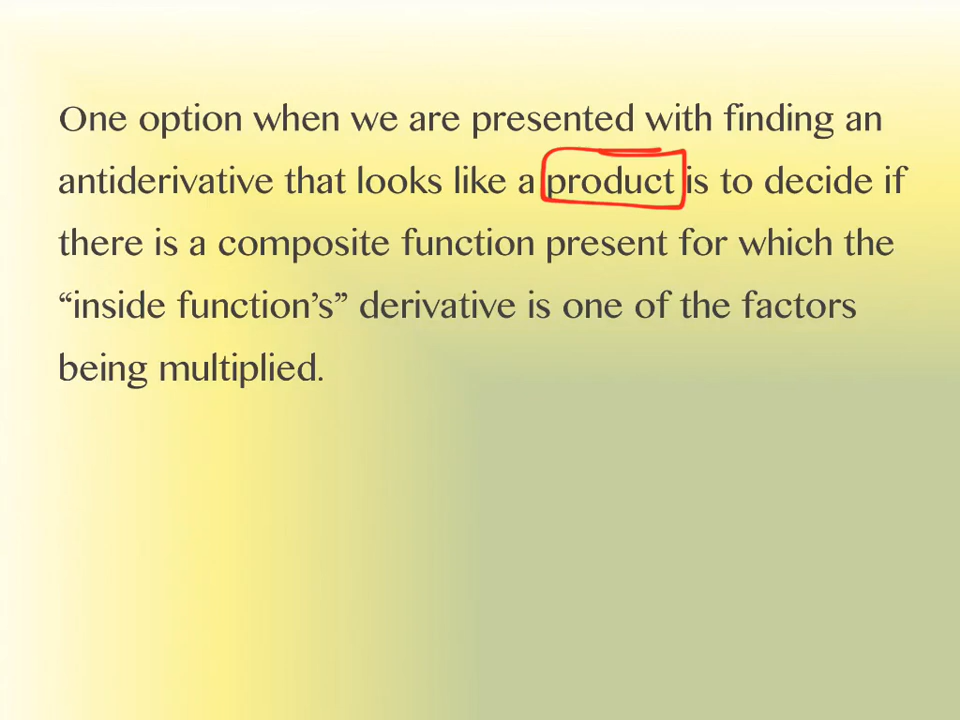 One option when we are presented with finding an
antiderivative that looks like a product is to decide if
there is a composite function present for which the
“inside function’s” derivative is one of the factors
being multiplied.